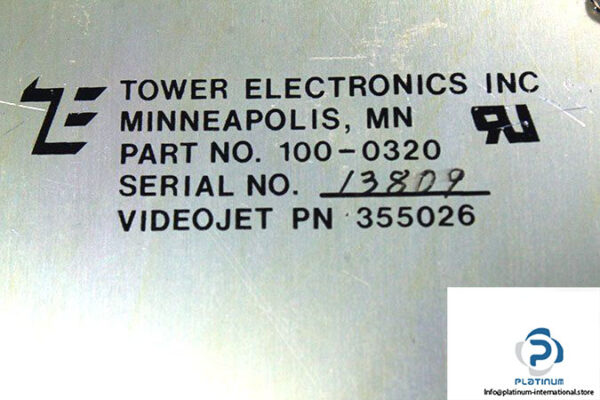 TOWER ELECTRONICS INC
MINNEAPOLIS, MN
PART NO. 100-0320
SERIAL NO. 13809
VIDEOJET PN 355026
PLATINUM
Info@platinum-international.store